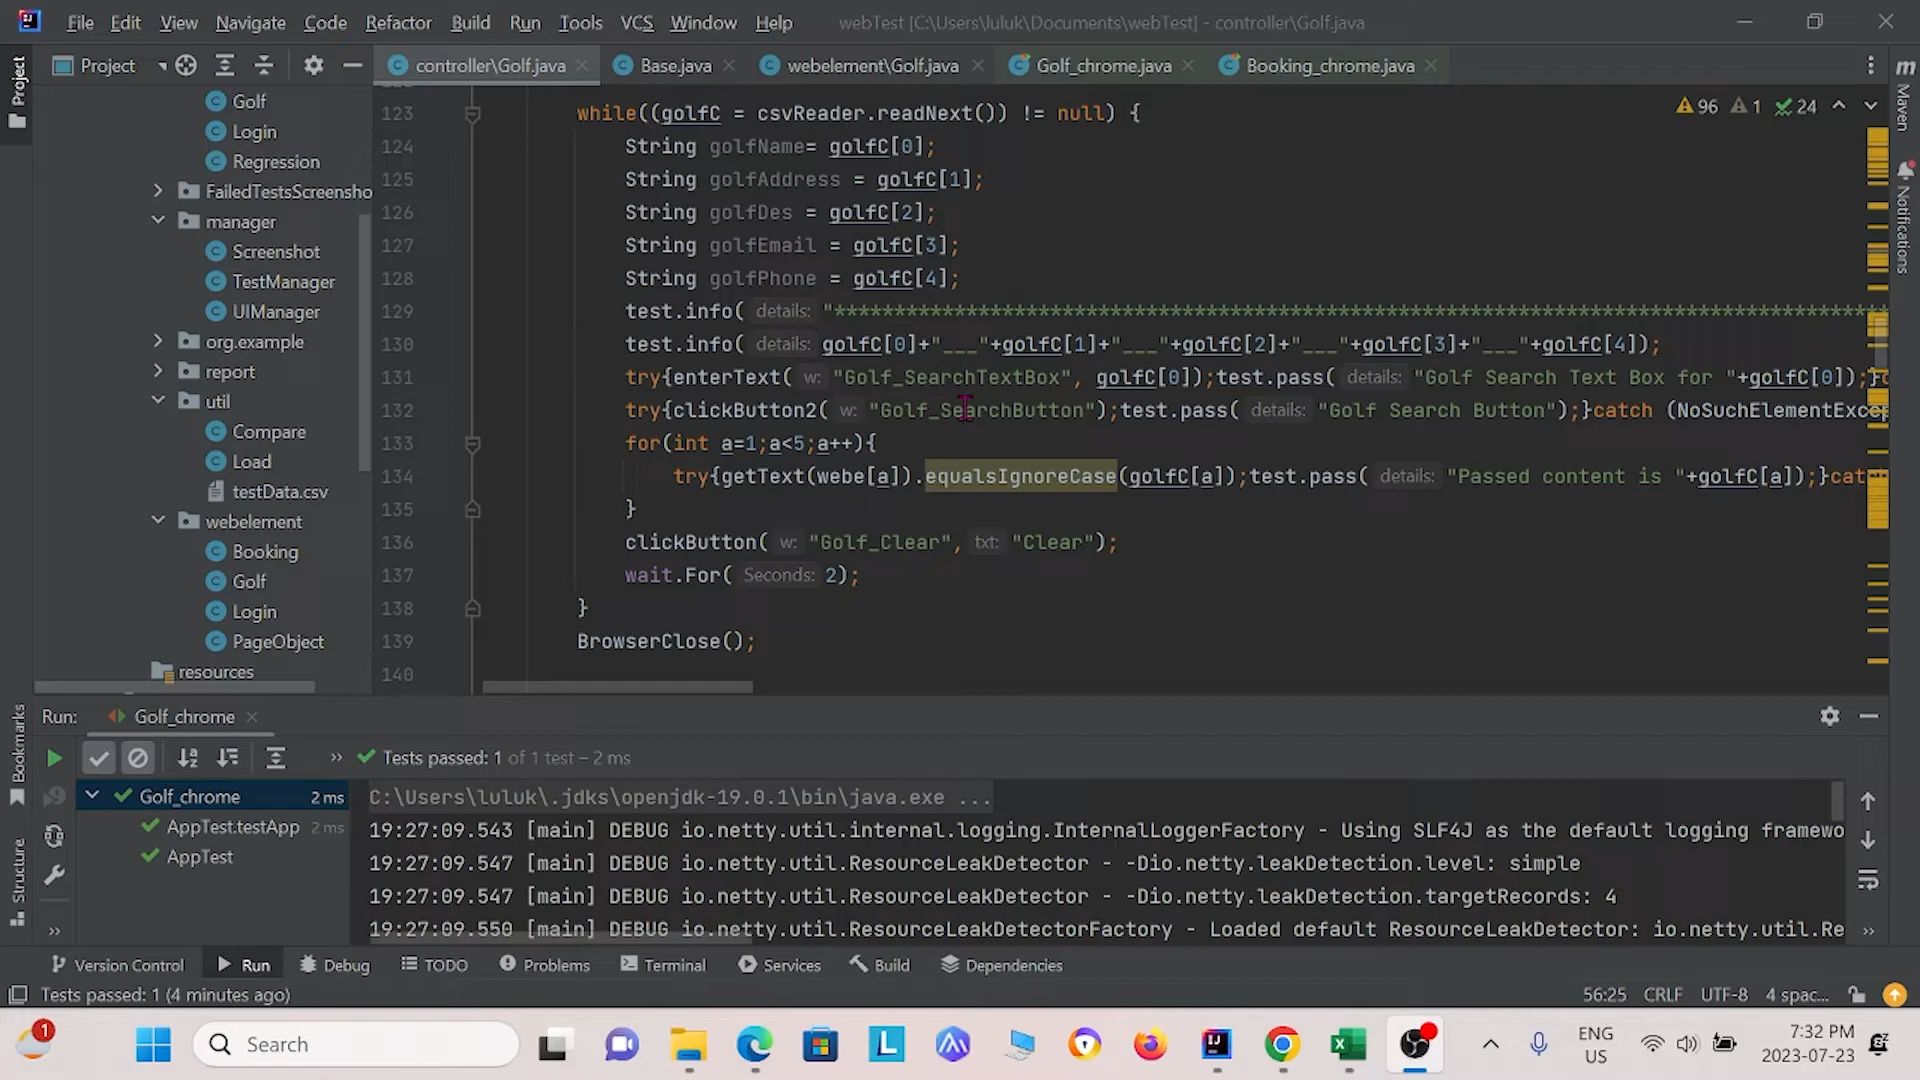 File Edit View Navigate Code Refactor Build Run Tools VCS Window Help webTest [C:\Users\luluk\Documents\webTest] - controller\Golf.java
Project controller\Golf.java Base.java webelement\Golf.java Golf_chrome.java Booking_chrome.java
Project
Maven
Notifications
Golf
Login
Regression
FailedTestsScreensho
manager
Screenshot
TestManager
UIManager
org.example
report
util
Compare
Load
testData.csv
webelement
Booking
Golf
Login
PageObject
resources
96 1 24
123 while((golfC = csvReader.readNext()) != null) {
124 String golfName= golfC[0];
125 String golfAddress = golfC[1];
126 String golfDes = golfC[2];
127 String golfEmail = golfC[3];
128 String golfPhone = golfC[4];
129 test.info( details: "****************************************************************************************
130 test.info( details: golfC[0]+"___"+golfC[1]+"___"+golfC[2]+"___"+golfC[3]+"___"+golfC[4]);
131 try{enterText( w: "Golf_SearchTextBox", golfC[0]);test.pass( details: "Golf Search Text Box for "+golfC[0]);}c
132 try{clickButton2( w: "Golf_SearchButton");test.pass( details: "Golf Search Button");}catch (NoSuchElementExcep
133 for(int a=1;a<5;a++){
134 try{getText(webe[a]).equalsIgnoreCase(golfC[a]);test.pass( details: "Passed content is "+golfC[a]);}cat
135 }
136 clickButton( w: "Golf_Clear", txt: "Clear");
137 wait.For( Seconds: 2);
138 }
139 BrowserClose();
140
Run: Golf_chrome
Bookmarks
Structure
Tests passed: 1 of 1 test – 2 ms
Golf_chrome 2 ms
AppTest.testApp 2 ms
AppTest
C:\Users\luluk\.jdks\openjdk-19.0.1\bin\java.exe ...
19:27:09.543 [main] DEBUG io.netty.util.internal.logging.InternalLoggerFactory - Using SLF4J as the default logging framewo
19:27:09.547 [main] DEBUG io.netty.util.ResourceLeakDetector - -Dio.netty.leakDetection.level: simple
19:27:09.547 [main] DEBUG io.netty.util.ResourceLeakDetector - -Dio.netty.leakDetection.targetRecords: 4
19:27:09.550 [main] DEBUG io.netty.util.ResourceLeakDetectorFactory - Loaded default ResourceLeakDetector: io.netty.util.Re
Version Control Run Debug TODO Problems Terminal Services Build Dependencies
Tests passed: 1 (4 minutes ago) 56:25 CRLF UTF-8 4 spac...
1 Search ENG US 7:32 PM
2023-07-23